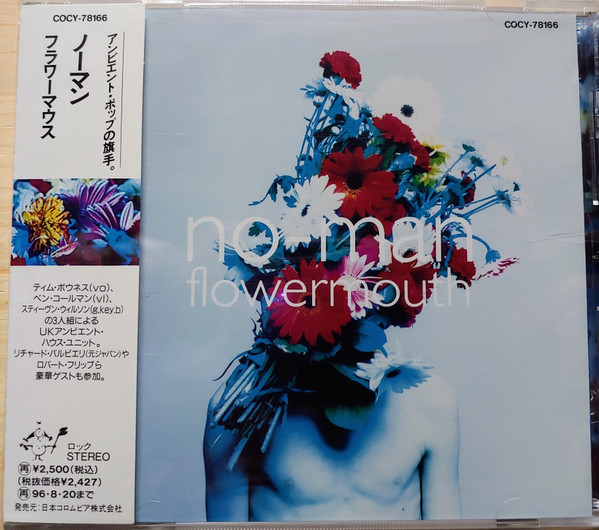 COCY-78166
アンビエント・ポップの旗手。
ノーマン
フラワーマウス
ティム・ボウネス(vo)、
ベン・コールマン(vl)、
スティーヴン・ウィルソン(g,key,b)
の3人組による
UKアンビエント・
ハウス・ユニット。
リチャード・バルビエリ(元ジャパン)や
ロバート・フリップら
豪華ゲストも参加。
ロック
STEREO
再¥2,500(税込)
(税抜価格¥2,427)
再96・8・20まで
発売元:日本コロムビア株式会社
COCY-78166
no-man
flowermouth